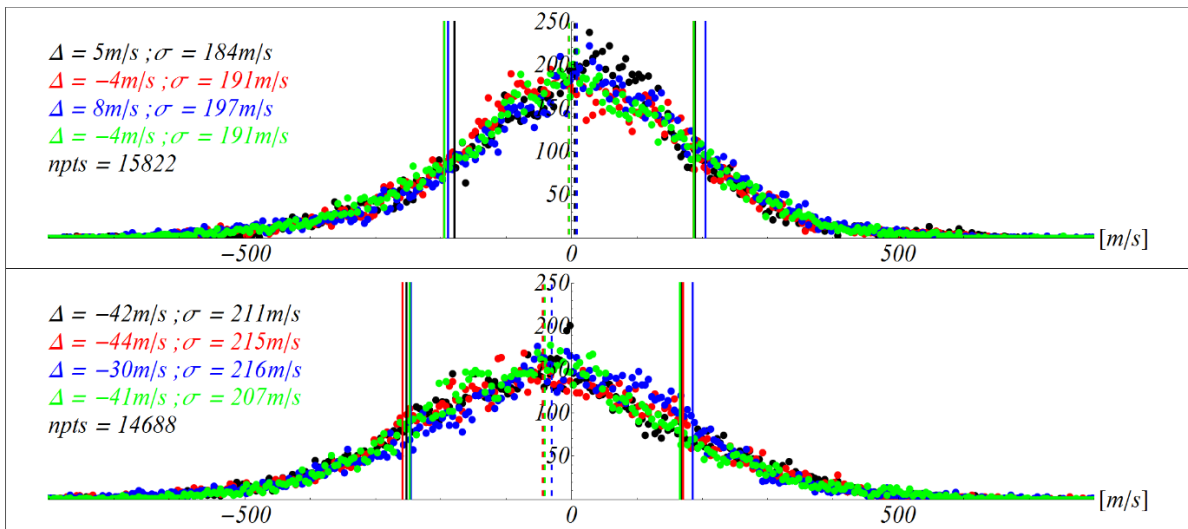 Δ = 5m/s ; σ = 184m/s
Δ = −4m/s ; σ = 191m/s
Δ = 8m/s ; σ = 197m/s
Δ = −4m/s ; σ = 191m/s
npts = 15822
250
200
150
100
50
−500 0 500 [m/s]
Δ = −42m/s ; σ = 211m/s
Δ = −44m/s ; σ = 215m/s
Δ = −30m/s ; σ = 216m/s
Δ = −41m/s ; σ = 207m/s
npts = 14688
250
200
150
100
50
−500 0 500 [m/s]